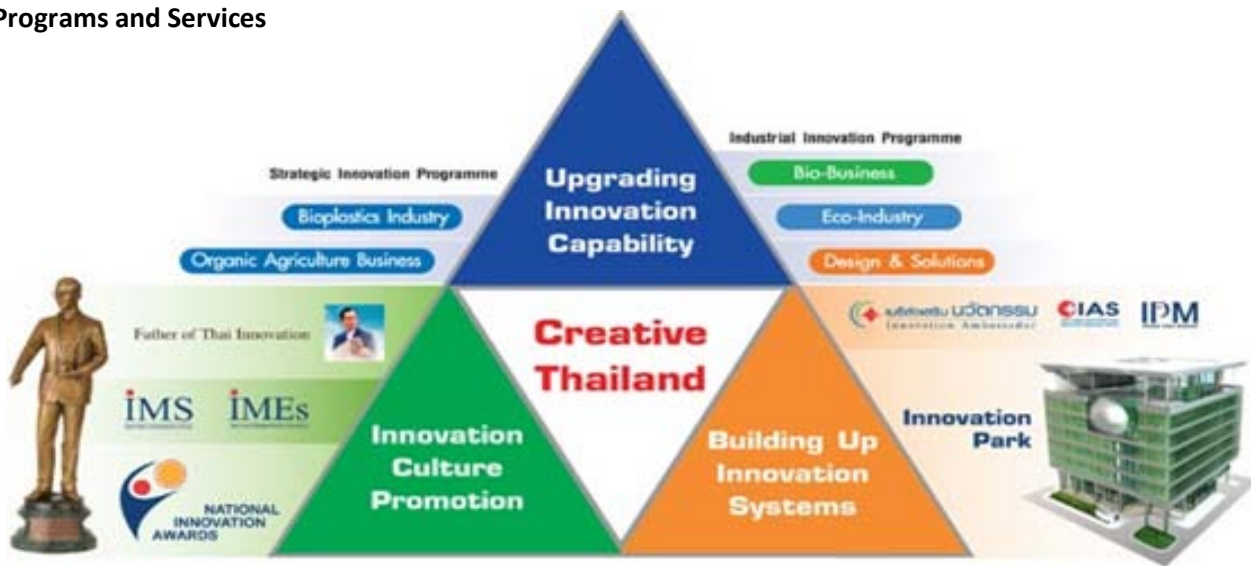 Programs and Services
Industrial Innovation Programme
Bio-Business
Eco-Industry
Design & Solutions
Strategic Innovation Programme
Bioplastics Industry
Organic Agriculture Business
Upgrading
Innovation
Capability
Father of Thai Innovation
IMS
IMEs
NATIONAL
INNOVATION
AWARDS
Innovation
Culture
Promotion
Creative
Thailand
Building Up
Innovation
Systems
นวัตกรรม
Innovation Ambassador
CIAS
IPM
Innovation
Park